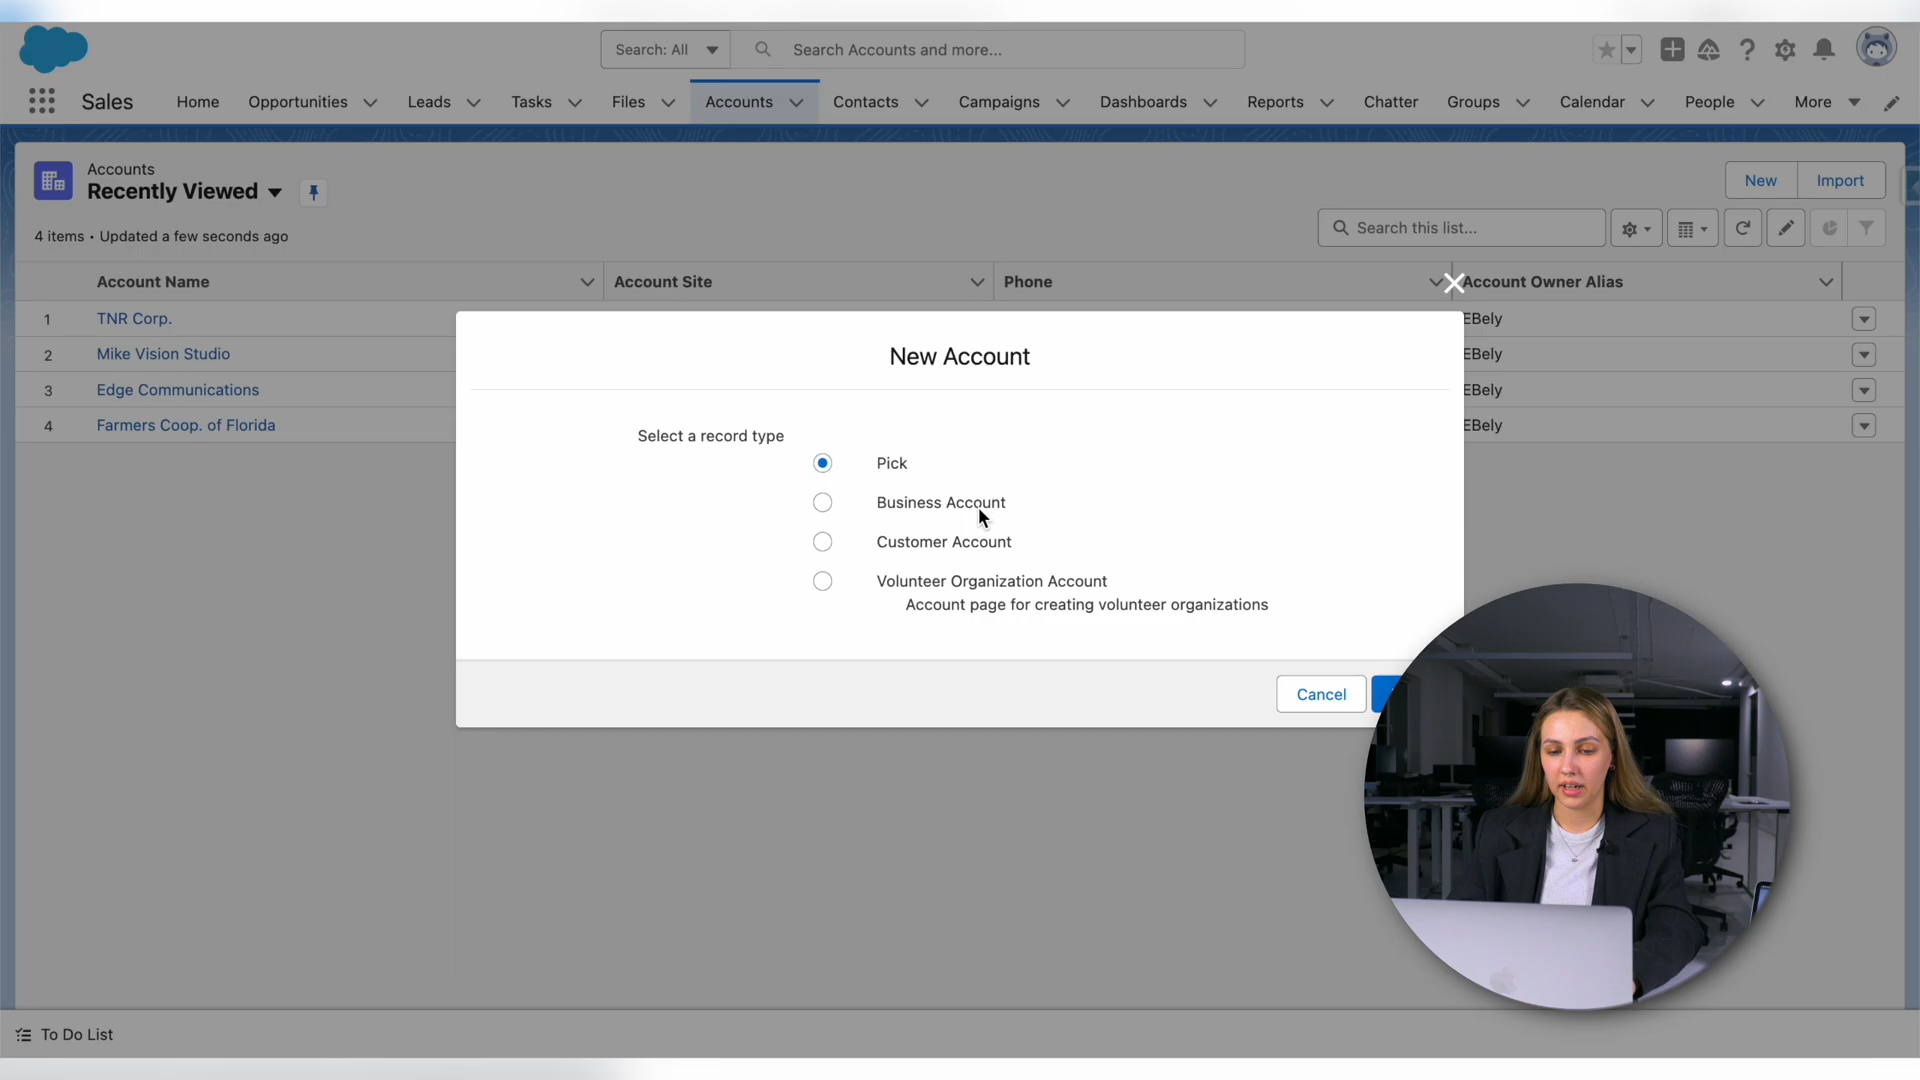 Search: All
Search Accounts and more...
Sales
Home
Opportunities
Leads
Tasks
Files
Accounts
Contacts
Campaigns
Dashboards
Reports
Chatter
Groups
Calendar
People
More
Accounts
Recently Viewed
New
Import
4 items • Updated a few seconds ago
Search this list...
Account Name
Account Site
Phone
Account Owner Alias
1 TNR Corp. EBely
2 Mike Vision Studio EBely
3 Edge Communications EBely
4 Farmers Coop. of Florida EBely
New Account
Select a record type
Pick
Business Account
Customer Account
Volunteer Organization Account
Account page for creating volunteer organizations
Cancel
To Do List